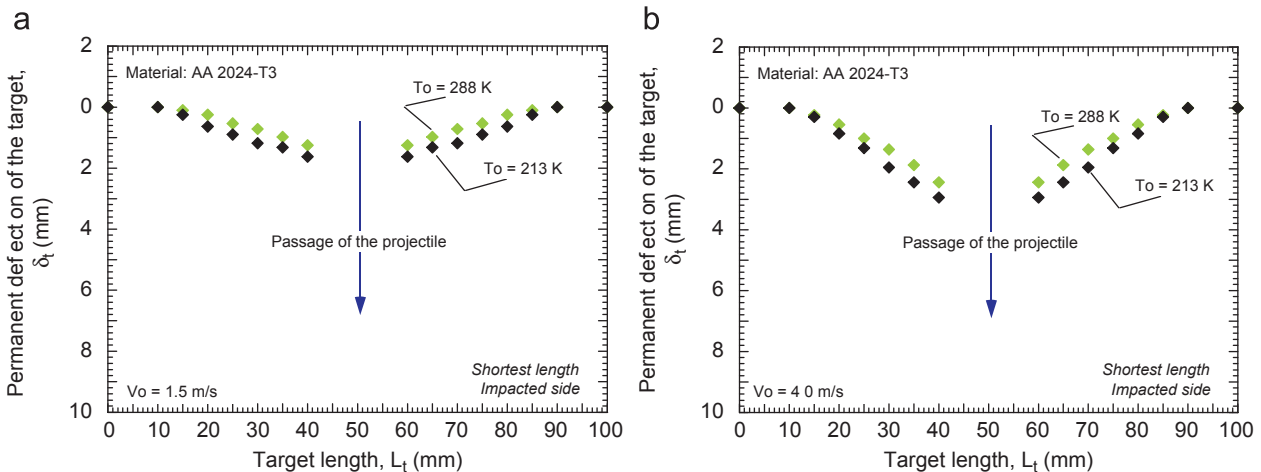 a
Permanent def ect on of the target,
δt (mm)
2
0
2
4
6
8
10
Material: AA 2024-T3
To = 288 K
To = 213 K
Passage of the projectile
Shortest length
Impacted side
Vo = 1.5 m/s
0 10 20 30 40 50 60 70 80 90 100
Target length, Lt (mm)
b
Permanent def ect on of the target,
δt (mm)
2
0
2
4
6
8
10
Material: AA 2024-T3
To = 288 K
To = 213 K
Passage of the projectile
Shortest length
Impacted side
Vo = 4 0 m/s
0 10 20 30 40 50 60 70 80 90 100
Target length, Lt (mm)